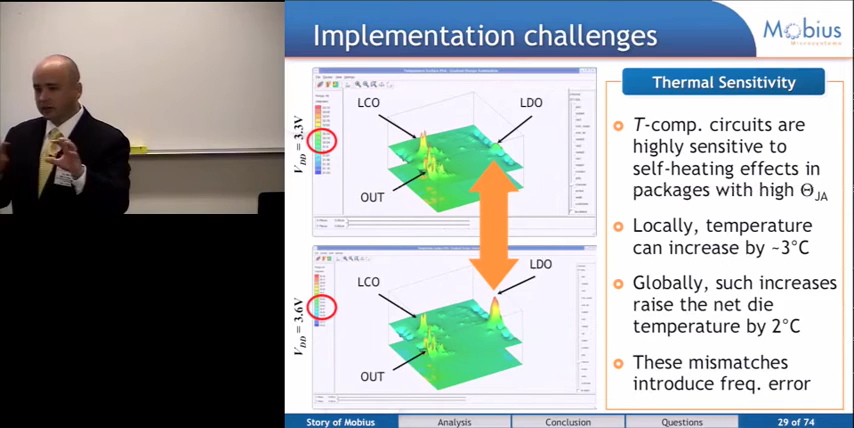 Implementation challenges
Mobius
Microsystems
Thermal Sensitivity
T-comp. circuits are
highly sensitive to
self-heating effects in
packages with high ΘJA
Locally, temperature
can increase by ~3°C
Globally, such increases
raise the net die
temperature by 2°C
These mismatches
introduce freq. error
VDD = 3.3V
LCO
LDO
OUT
VDD = 3.6V
LCO
LDO
OUT
Story of Mobius
Analysis
Conclusion
Questions
29 of 74